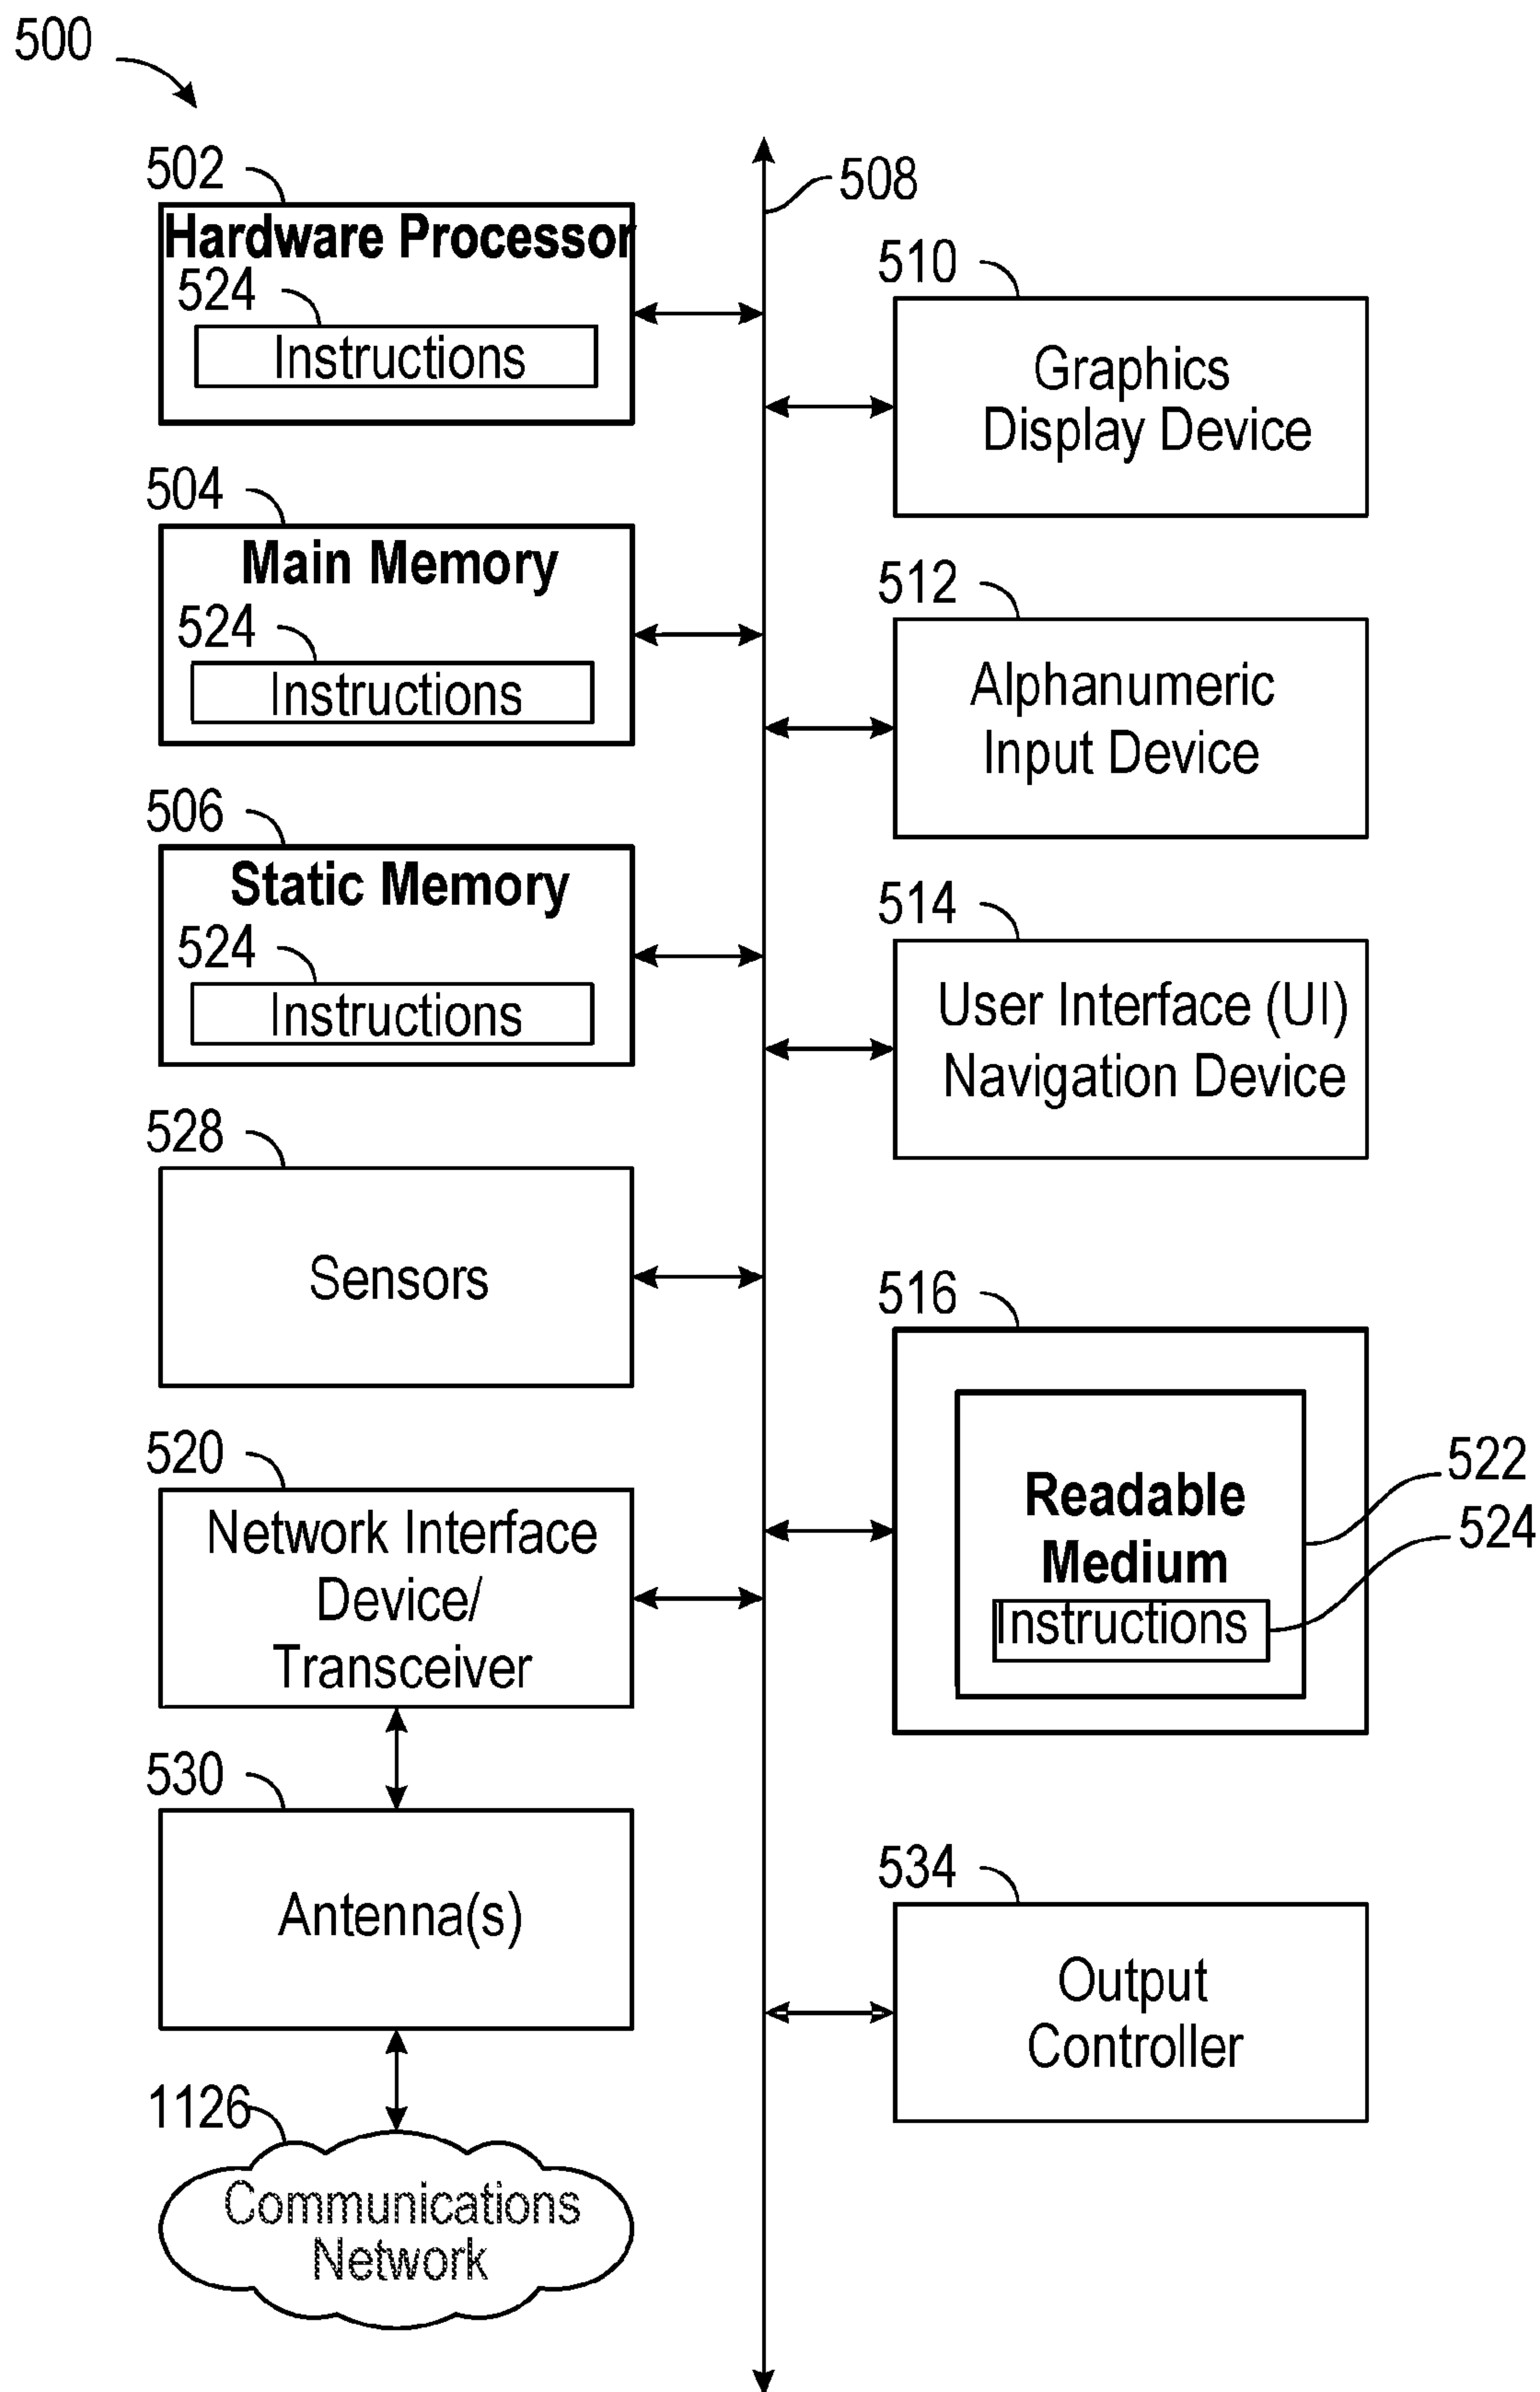 500
502
Hardware Processor
524
Instructions
504
Main Memory
524
Instructions
506
Static Memory
524
Instructions
528
Sensors
520
Network Interface
Device/
Transceiver
530
Antenna(s)
1126
Communications
Network
508
510
Graphics
Display Device
512
Alphanumeric
Input Device
514
User Interface (UI)
Navigation Device
516
Readable
Medium
Instructions
522
524
534
Output
Controller